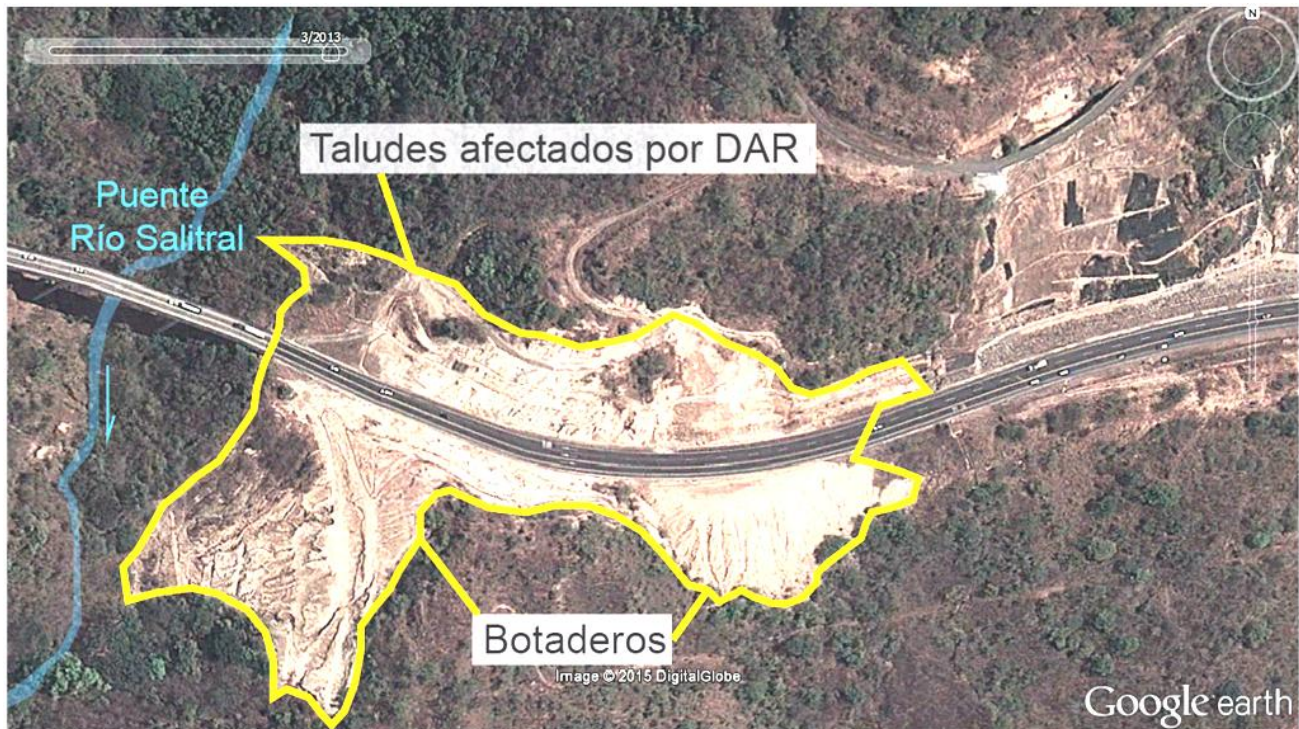 3/2013
N
Taludes afectados por DAR
Puente
Río Salitral
Botaderos
Image © 2015 DigitalGlobe
Google earth